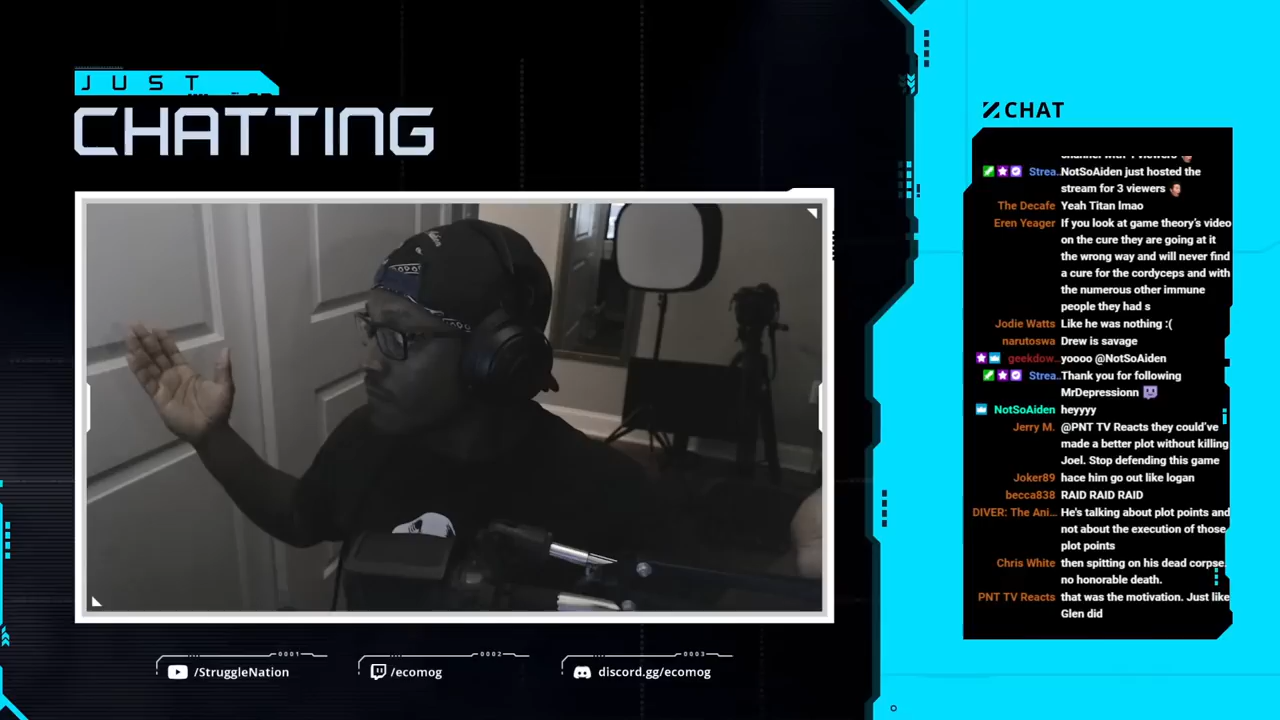 JUST
CHATTING
CHAT
Strea.. NotSoAiden just hosted the
stream for 3 viewers
The Decafe Yeah Titan lmao
Eren Yeager If you look at game theory's video
on the cure they are going at it
the wrong way and will never find
a cure for the cordyceps and with
the numerous other immune
people they had s
Jodie Watts Like he was nothing :(
narutoswa Drew is savage
geekdow.. yoooo @NotSoAiden
Strea.. Thank you for following
MrDepressionn
NotSoAiden heyyyy
Jerry M. @PNT TV Reacts they could've
made a better plot without killing
Joel. Stop defending this game
Joker89 hace him go out like logan
becca838 RAID RAID RAID
DIVER: The Ani... He's talking about plot points and
not about the execution of those
plot points
Chris White then spitting on his dead corpse.
no honorable death.
PNT TV Reacts that was the motivation. Just like
Glen did
0001
/StruggleNation
0002
/ecomog
0003
discord.gg/ecomog